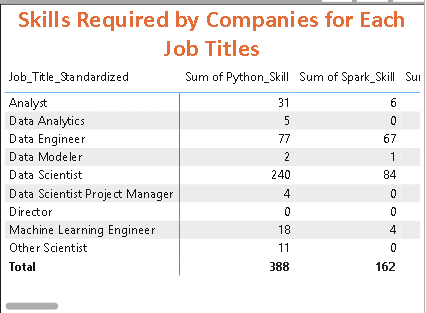 Skills Required by Companies for Each
Job Titles
Job_Title_Standardized Sum of Python_Skill Sum of Spark_Skill Sur
Analyst 31 6
Data Analytics 5 0
Data Engineer 77 67
Data Modeler 2 1
Data Scientist 240 84
Data Scientist Project Manager 4 0
Director 0 0
Machine Learning Engineer 18 4
Other Scientist 11 0
Total 388 162